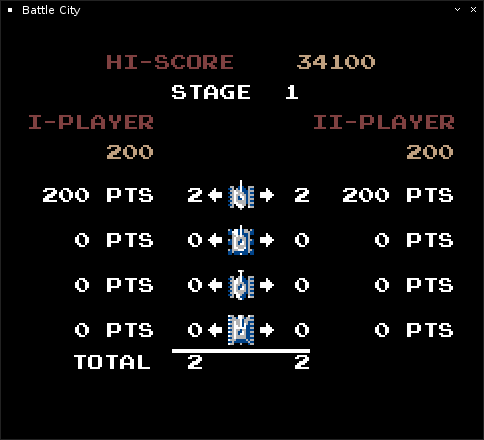 Battle City
HI-SCORE 34100
STAGE 1
I-PLAYER II-PLAYER
200 200
200 PTS 2 2 200 PTS
0 PTS 0 0 0 PTS
0 PTS 0 0 0 PTS
0 PTS 0 0 0 PTS
TOTAL 2 2